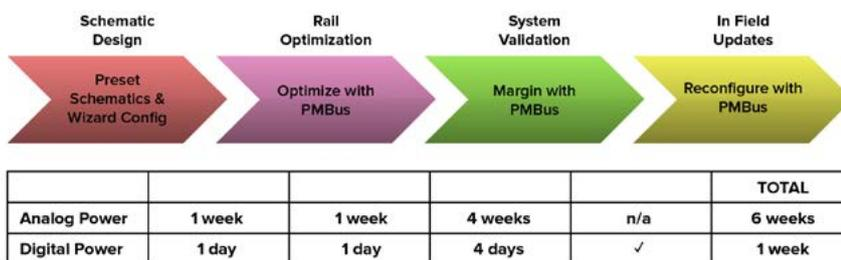 Schematic
Design
Rail
Optimization
System
Validation
In Field
Updates
Preset
Schematics &
Wizard Config
Optimize with
PMBus
Margin with
PMBus
Reconfigure with
PMBus
TOTAL
Analog Power 1 week 1 week 4 weeks n/a 6 weeks
Digital Power 1 day 1 day 4 days ✓ 1 week